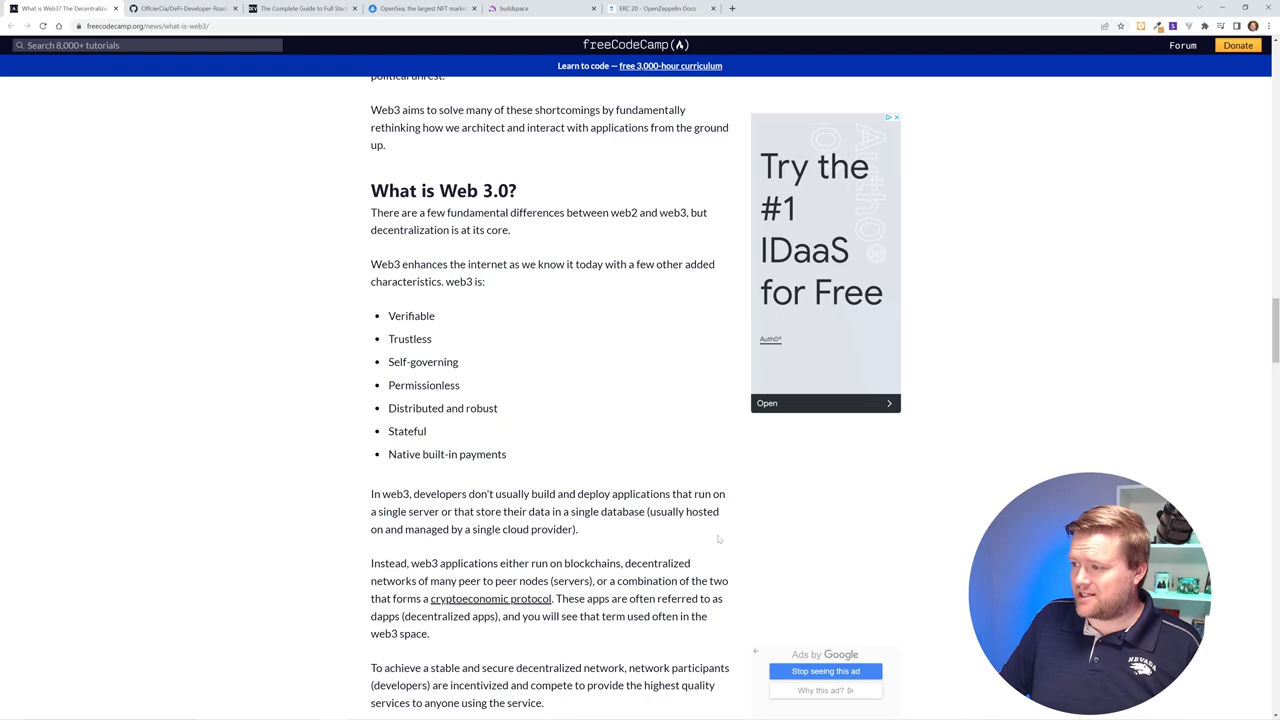 What is Web3? The Decentraliz
OffcierCia/DeFi-Developer-Road
The Complete Guide to Full Stac
OpenSea, the largest NFT market
buildspace
ERC 20 - OpenZeppelin Docs
freecodecamp.org/news/what-is-web3/
Search 8,000+ tutorials
freeCodeCamp
Forum
Donate
Learn to code — free 3,000-hour curriculum
political unrest.
Web3 aims to solve many of these shortcomings by fundamentally
rethinking how we architect and interact with applications from the ground
up.
What is Web 3.0?
There are a few fundamental differences between web2 and web3, but
decentralization is at its core.
Web3 enhances the internet as we know it today with a few other added
characteristics. web3 is:
• Verifiable
• Trustless
• Self-governing
• Permissionless
• Distributed and robust
• Stateful
• Native built-in payments
In web3, developers don't usually build and deploy applications that run on
a single server or that store their data in a single database (usually hosted
on and managed by a single cloud provider).
Instead, web3 applications either run on blockchains, decentralized
networks of many peer to peer nodes (servers), or a combination of the two
that forms a cryptoeconomic protocol. These apps are often referred to as
dapps (decentralized apps), and you will see that term used often in the
web3 space.
To achieve a stable and secure decentralized network, network participants
(developers) are incentivized and compete to provide the highest quality
services to anyone using the service.
Try the
#1
IDaaS
for Free
Auth0®
Auth0®
Open
Ads by Google
Stop seeing this ad
Why this ad?
NEVADA